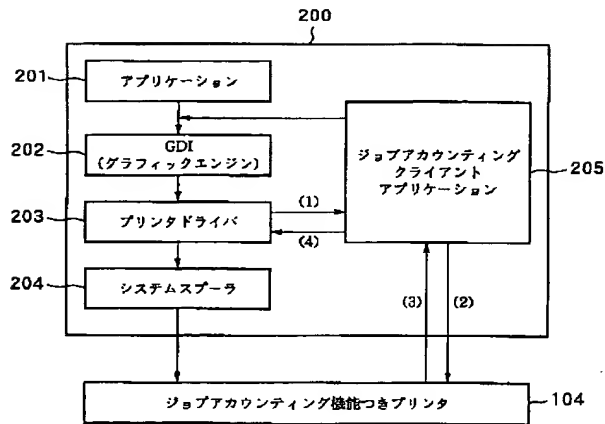 200
201
アプリケーション
202
GDI
(グラフィックエンジン)
203
プリンタドライバ
204
システムスプーラ
ジョブアカウンティング
クライアント
アプリケーション
205
(1)
(4)
(3)
(2)
ジョブアカウンティング機能つきプリンタ
104